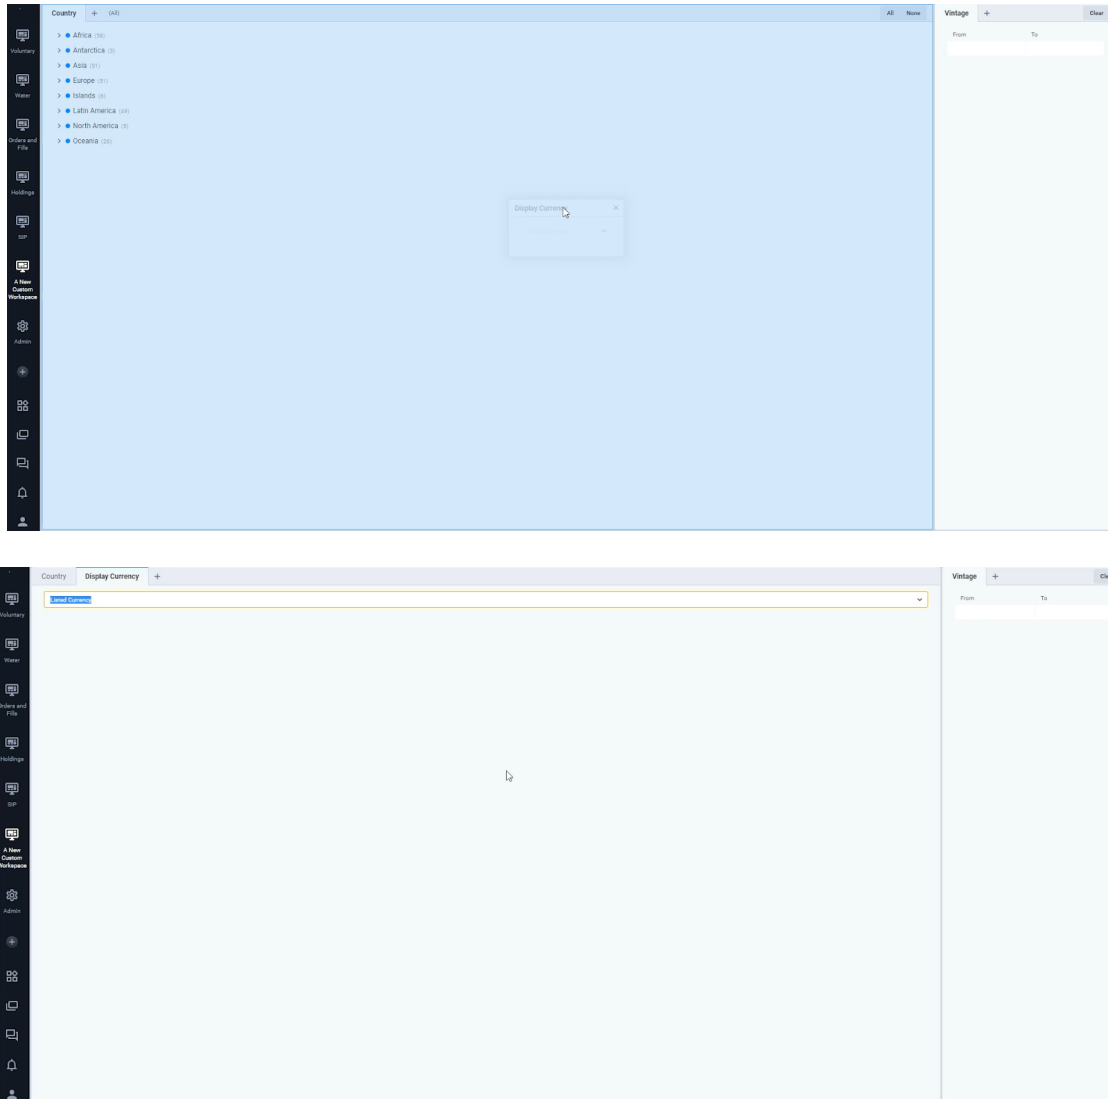 Country + (All) All None
Vintage + Clear
Africa (58)
From To
Voluntary
Antarctica (3)
Asia (51)
Europe (51)
Water
Islands (6)
Latin America (49)
North America (5)
Orders and
Fills
Oceania (26)
Holdings
Display Currency
SIP
A New
Custom
Workspace
Admin
Country Display Currency +
Vintage + Cle
Listed Currency
From To
Voluntary
Water
Orders and
Fills
Holdings
SIP
A New
Custom
Workspace
Admin